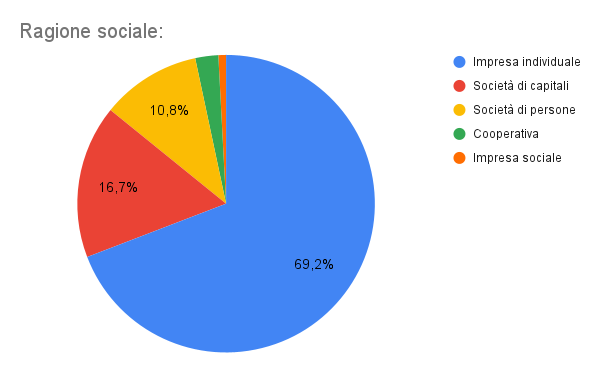 Ragione sociale:
Impresa individuale
Società di capitali
Società di persone
Cooperativa
Impresa sociale
10,8%
16,7%
69,2%